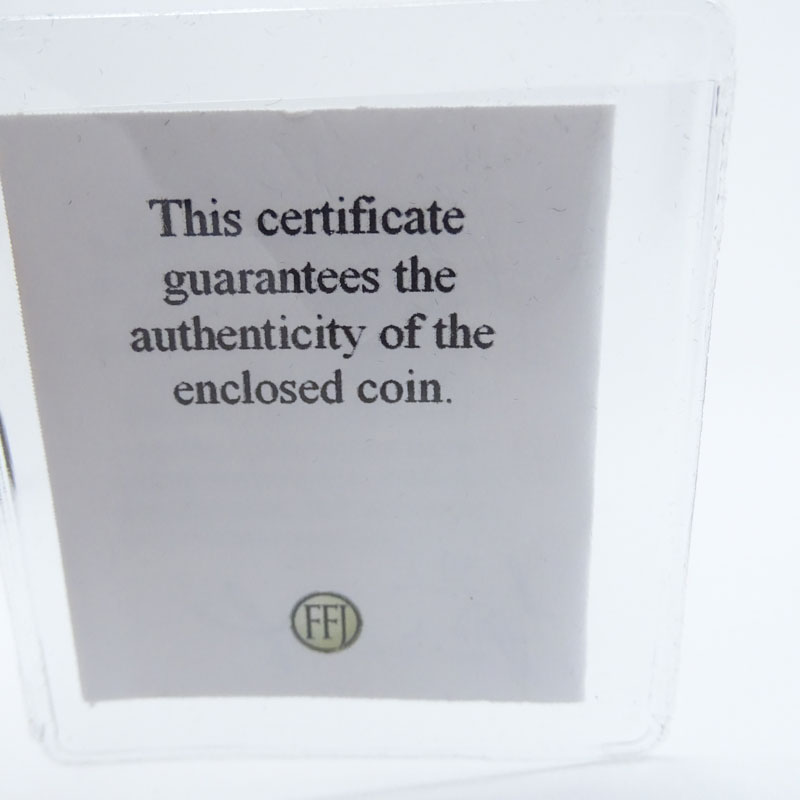 This certificate
guarantees the
authenticity of the
enclosed coin.
FFJ